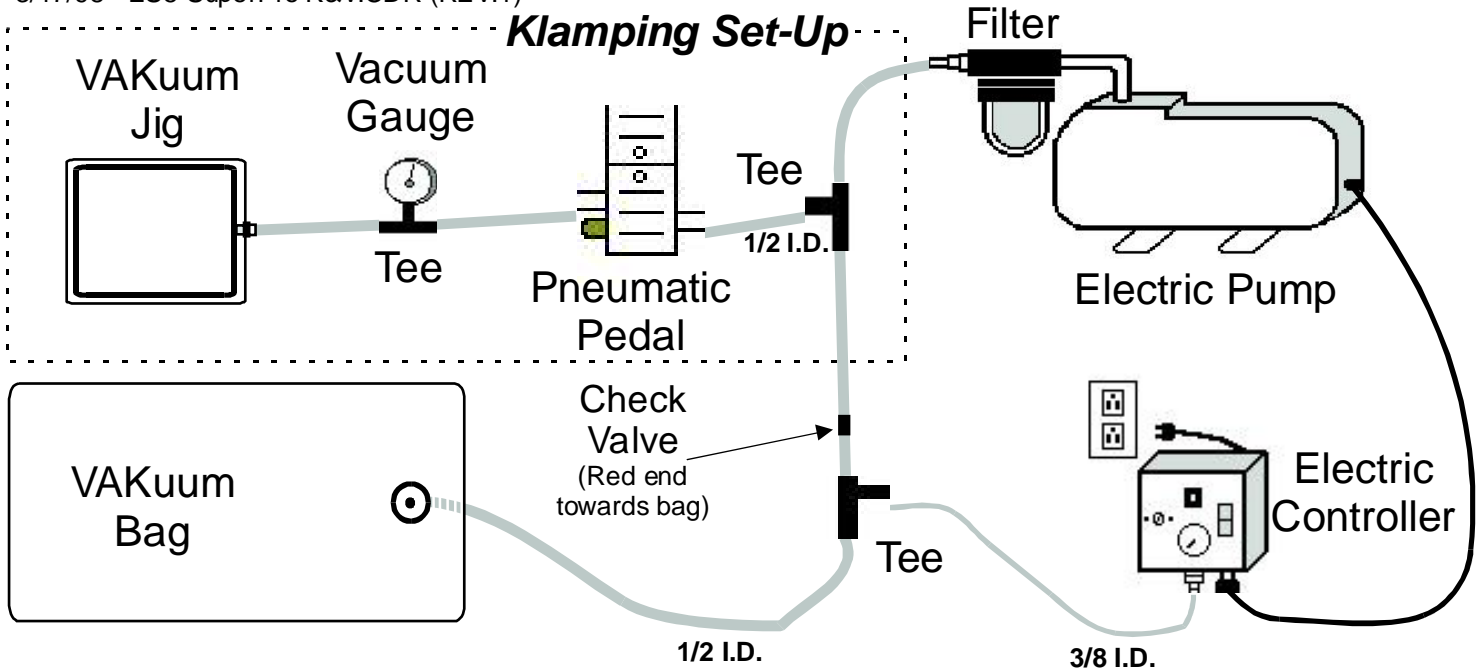 Klamping Set-Up
Filter
VAKuum
Jig
Vacuum
Gauge
Tee
Pneumatic
Pedal
Tee
1/2 I.D.
Electric Pump
Check
Valve
(Red end
towards bag)
VAKuum
Bag
Tee
Electric
Controller
1/2 I.D.
3/8 I.D.